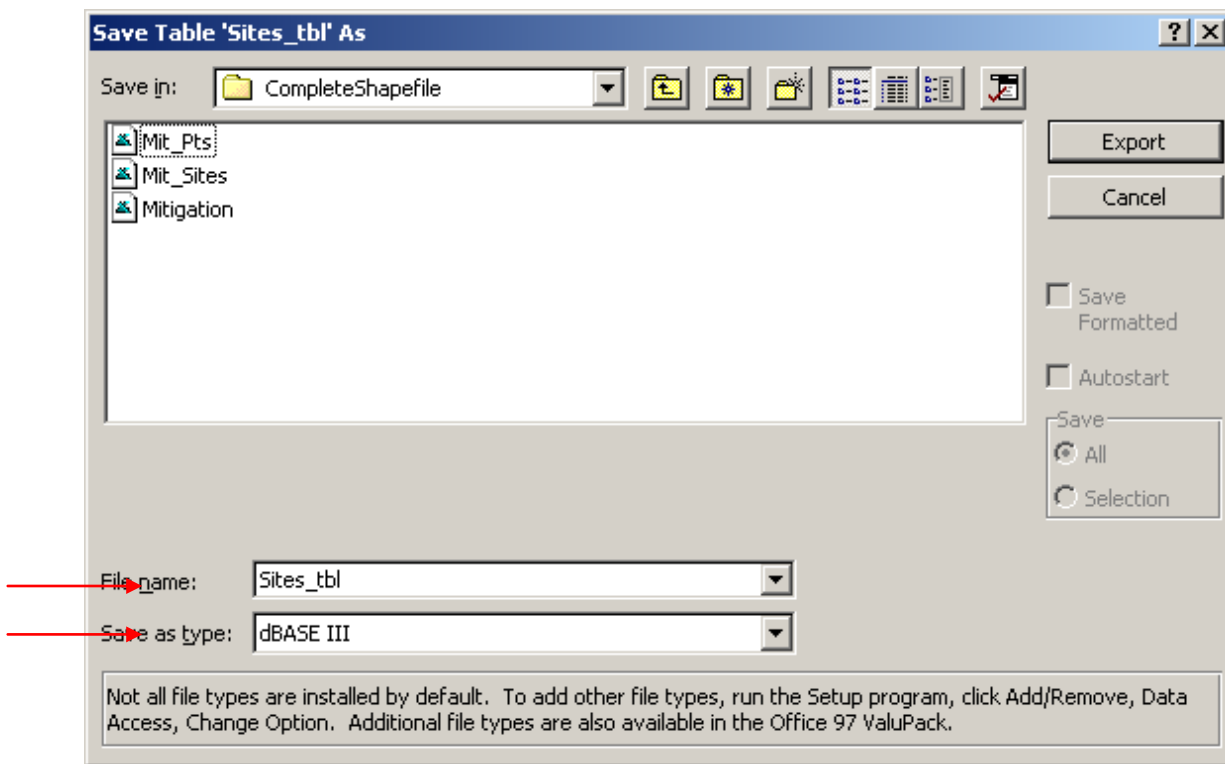 Save Table 'Sites_tbl' As
Save in: CompleteShapefile
Mit_Pts
Mit_Sites
Mitigation
Export
Cancel
Save
Formatted
Autostart
Save
All
Selection
File name: Sites_tbl
Save as type: dBASE III
Not all file types are installed by default. To add other file types, run the Setup program, click Add/Remove, Data
Access, Change Option. Additional file types are also available in the Office 97 ValuPack.